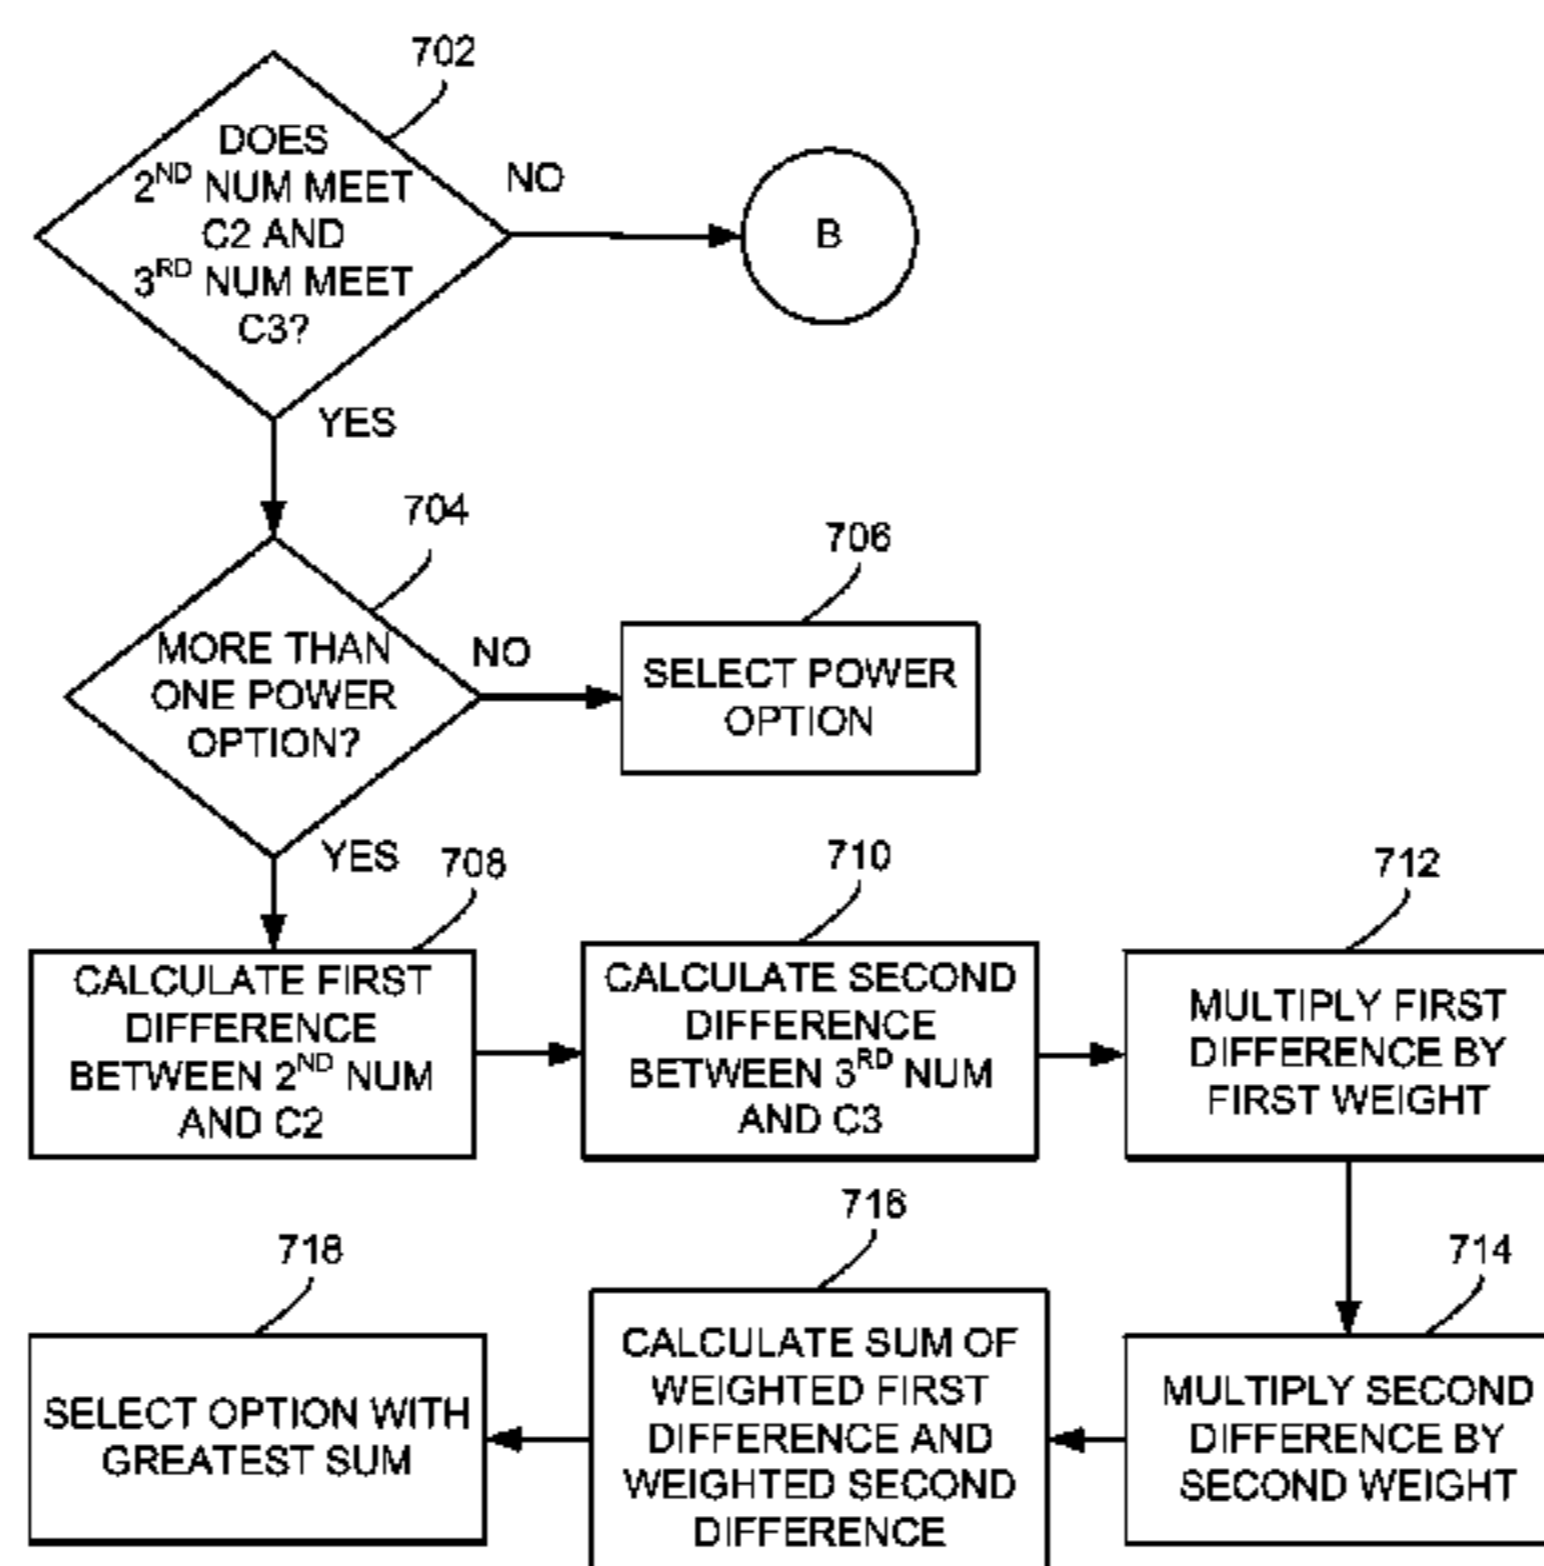 702
DOES
2ND NUM MEET
C2 AND
3RD NUM MEET
C3?
NO
B
YES
704
MORE THAN
ONE POWER
OPTION?
NO
706
SELECT POWER
OPTION
YES
708
CALCULATE FIRST
DIFFERENCE
BETWEEN 2ND NUM
AND C2
710
CALCULATE SECOND
DIFFERENCE
BETWEEN 3RD NUM
AND C3
712
MULTIPLY FIRST
DIFFERENCE BY
FIRST WEIGHT
714
MULTIPLY SECOND
DIFFERENCE BY
SECOND WEIGHT
716
CALCULATE SUM OF
WEIGHTED FIRST
DIFFERENCE AND
WEIGHTED SECOND
DIFFERENCE
718
SELECT OPTION WITH
GREATEST SUM